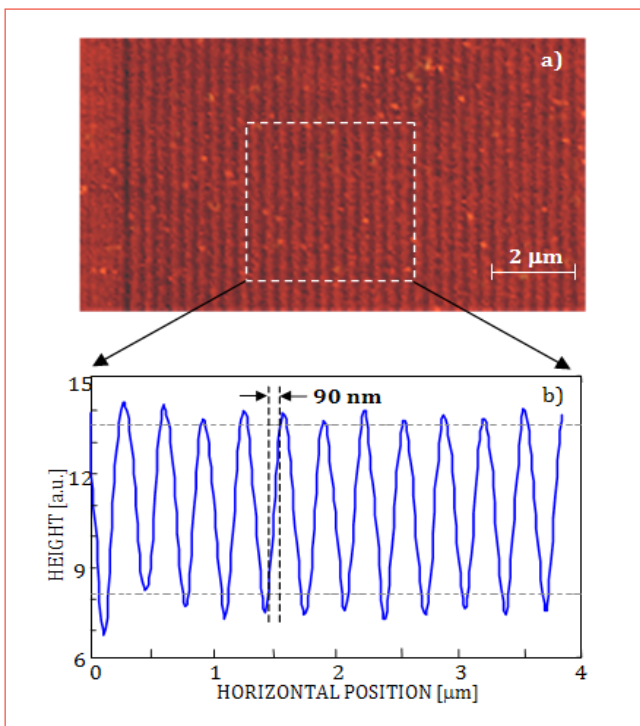 a)
2 μm
b)
90 nm
15
12
9
6
HEIGHT [a.u.]
0
1
2
3
4
HORIZONTAL POSITION [μm]